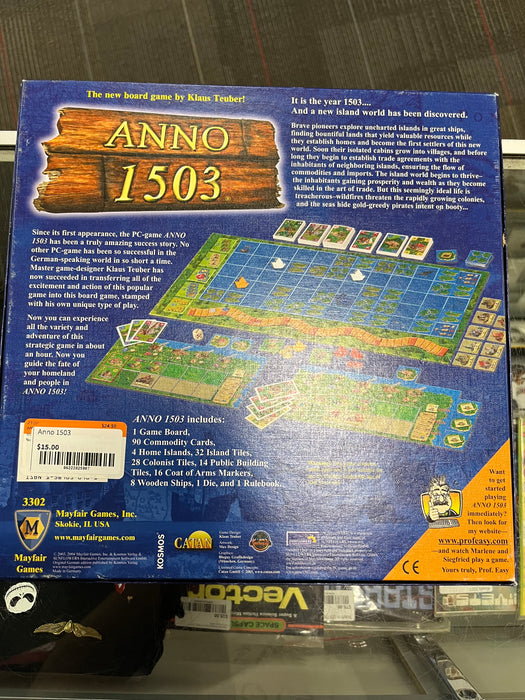 The new board game by Klaus Teuber!
ANNO
1503
It is the year 1503....
And a new island world has been discovered.
Brave pioneers explore uncharted islands in great ships,
finding bountiful lands that yield valuable resources while
they establish homes and become the first settlers of this new
world. Soon their isolated cabins grow into villages, and before
long they begin to establish trade agreements with the
inhabitants of neighboring islands, ensuring the flow of
commodities and imports. The island world begins to thrive–
the inhabitants gaining prosperity and wealth as they become
skilled in the art of trade. But this seemingly ideal life is
treacherous–wildfires threaten the rapidly growing colonies,
and the seas hide gold-greedy pirates intent on booty...
Since its first appearance, the PC-game ANNO
1503 has been a truly amazing success story. No
other PC-game has been so successful in the
German-speaking world in so short a time.
Master game-designer Klaus Teuber has
now succeeded in transferring all of the
excitement and action of this popular
game into this board game, stamped
with his own unique type of play.
Now you can experience
all the variety and
adventure of this
strategic game in about
an hour. Now you
guide the fate of
your homeland
and people in
ANNO 1503!
ANNO 1503 includes:
1 Game Board,
90 Commodity Cards,
4 Home Islands, 32 Island Tiles,
28 Colonist Tiles, 14 Public Building
Tiles, 16 Coat of Arms Markers,
8 Wooden Ships, 1 Die, and 1 Rulebook.
$24.50
Anno 1503
$15.00
3302
M
Mayfair
Games
Mayfair Games, Inc.
Skokie, IL USA
www.mayfairgames.com
KOSMOS
CATAN
Game Design:
Klaus Teuber
Want
to get
started
playing
ANNO 1503
immediately?
Then look for
my website—
www.profeasy.com
—and watch Marlene and
Siegfried play a game.
Yours truly, Prof. Easy
CE
Vector
SPACE CAPS